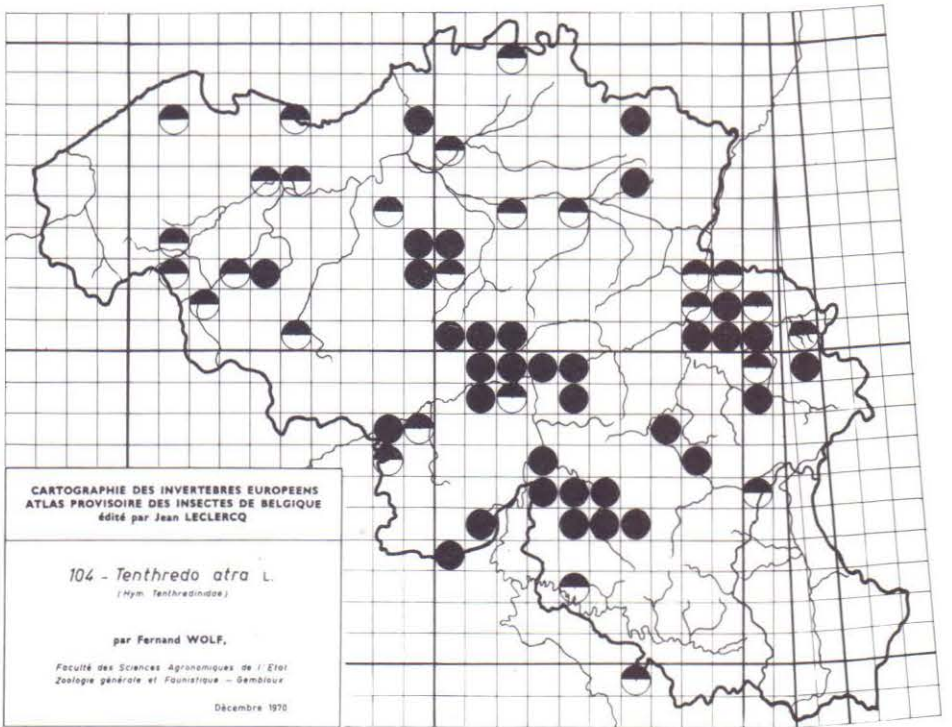 CARTOGRAPHIE DES INVERTEBRES EUROPEENS
ATLAS PROVISOIRE DES INSECTES DE BELGIQUE
édité par Jean LECLERCQ
104 - Tenthredo atra L.
(Hym. Tenthredinidae)
par Fernand WOLF,
Faculté des Sciences Agronomiques de l'Etat
Zoologie générale et Faunistique - Gembloux
Décembre 1970